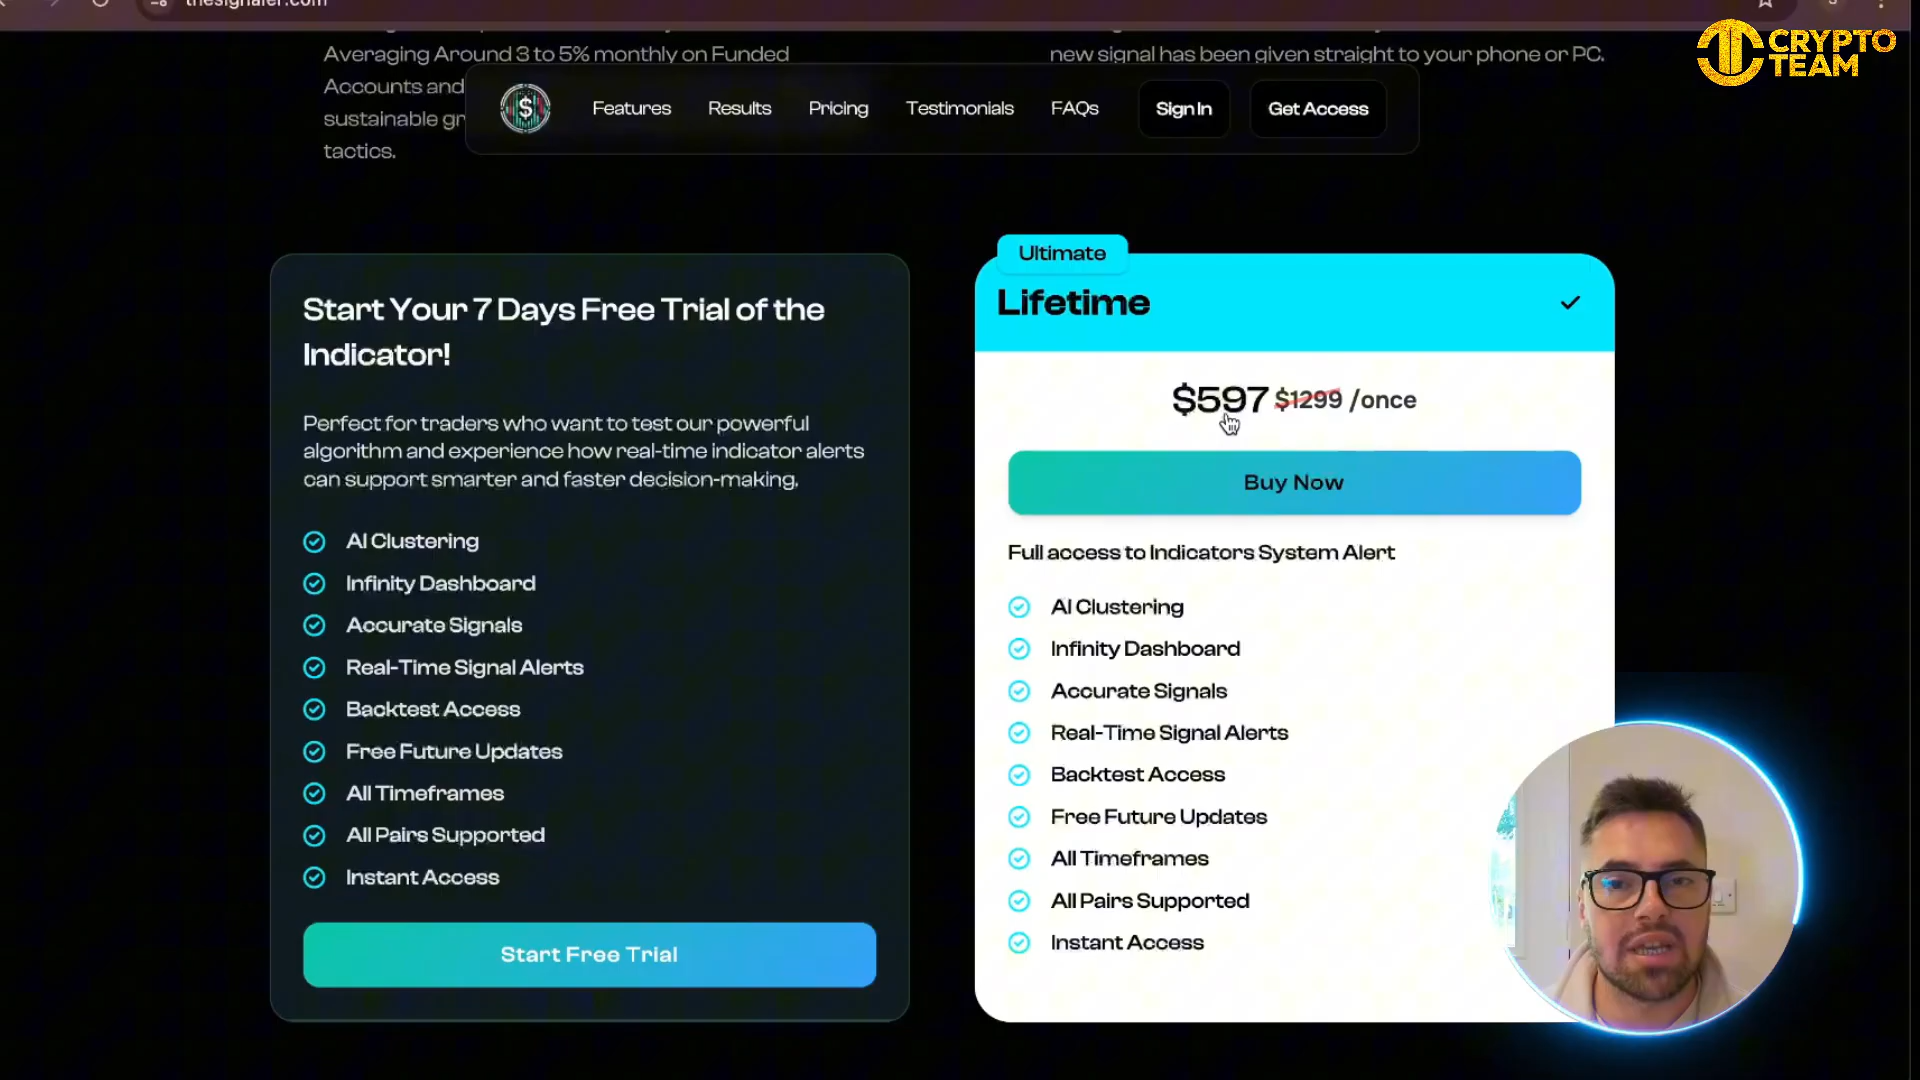 thesignaler.com
CRYPTO
TEAM
Averaging Around 3 to 5% monthly on Funded
Accounts and
sustainable gr
tactics.
new signal has been given straight to your phone or PC.
Features
Results
Pricing
Testimonials
FAQs
Sign In
Get Access
Start Your 7 Days Free Trial of the
Indicator!
Perfect for traders who want to test our powerful
algorithm and experience how real-time indicator alerts
can support smarter and faster decision-making.
AI Clustering
Infinity Dashboard
Accurate Signals
Real-Time Signal Alerts
Backtest Access
Free Future Updates
All Timeframes
All Pairs Supported
Instant Access
Start Free Trial
Ultimate
Lifetime
$597 $1299 /once
Buy Now
Full access to Indicators System Alert
AI Clustering
Infinity Dashboard
Accurate Signals
Real-Time Signal Alerts
Backtest Access
Free Future Updates
All Timeframes
All Pairs Supported
Instant Access